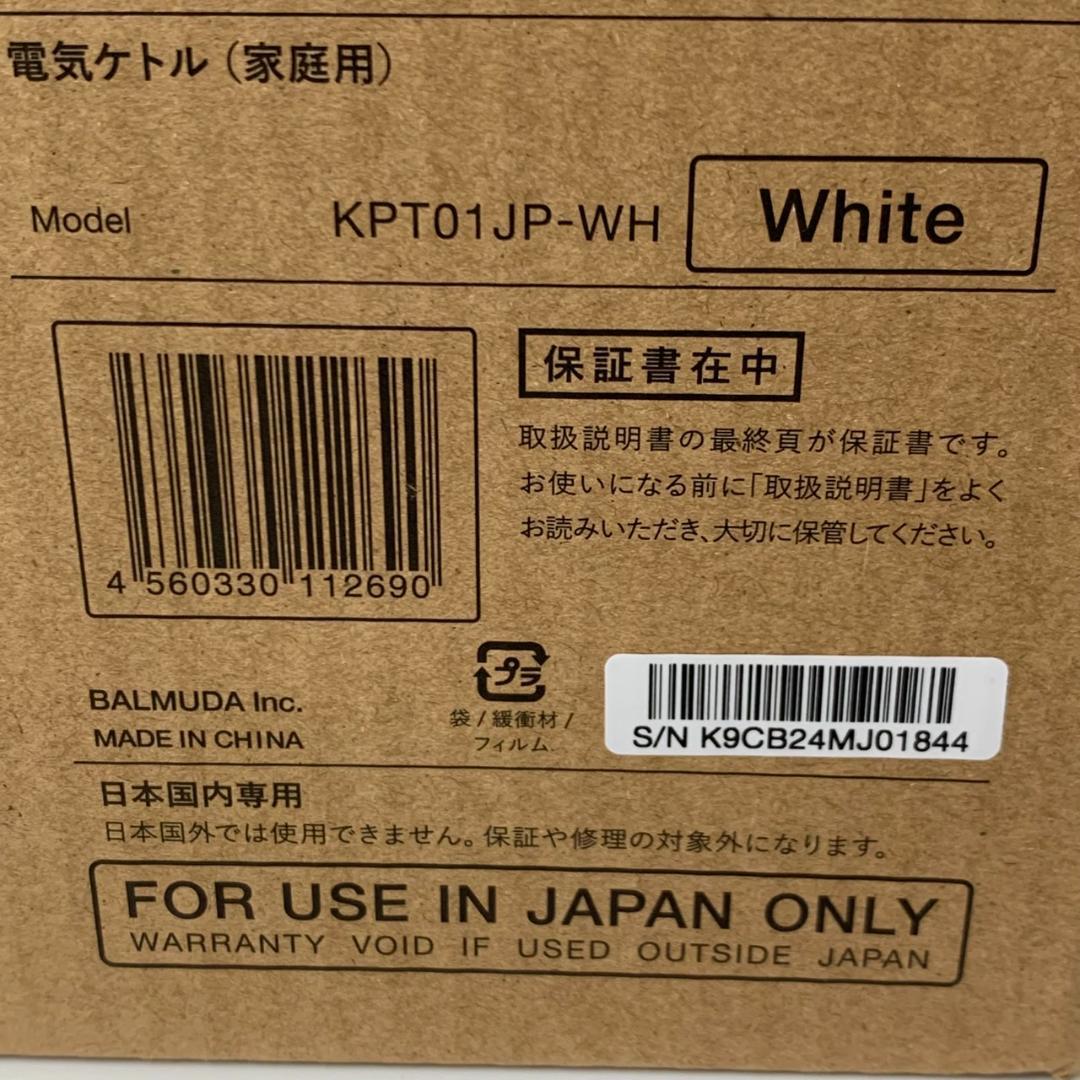 電気ケトル（家庭用）
Model KPT01JP-WH White
保証書在中
取扱説明書の最終頁が保証書です。
お使いになる前に「取扱説明書」をよく
お読みいただき、大切に保管してください。
4 560330 112690
プラ
袋 / 緩衝材 /
フィルム
BALMUDA Inc.
MADE IN CHINA
S/N K9CB24MJ01844
日本国内専用
日本国外では使用できません。保証や修理の対象外になります。
FOR USE IN JAPAN ONLY
WARRANTY VOID IF USED OUTSIDE JAPAN